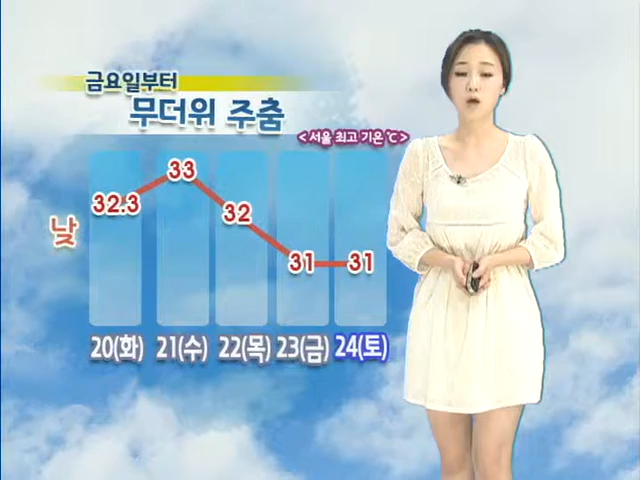 금요일부터
무더위 주춤
<서울 최고 기온 ℃>
낮
32.3 33 32 31 31
20(화) 21(수) 22(목) 23(금) 24(토)